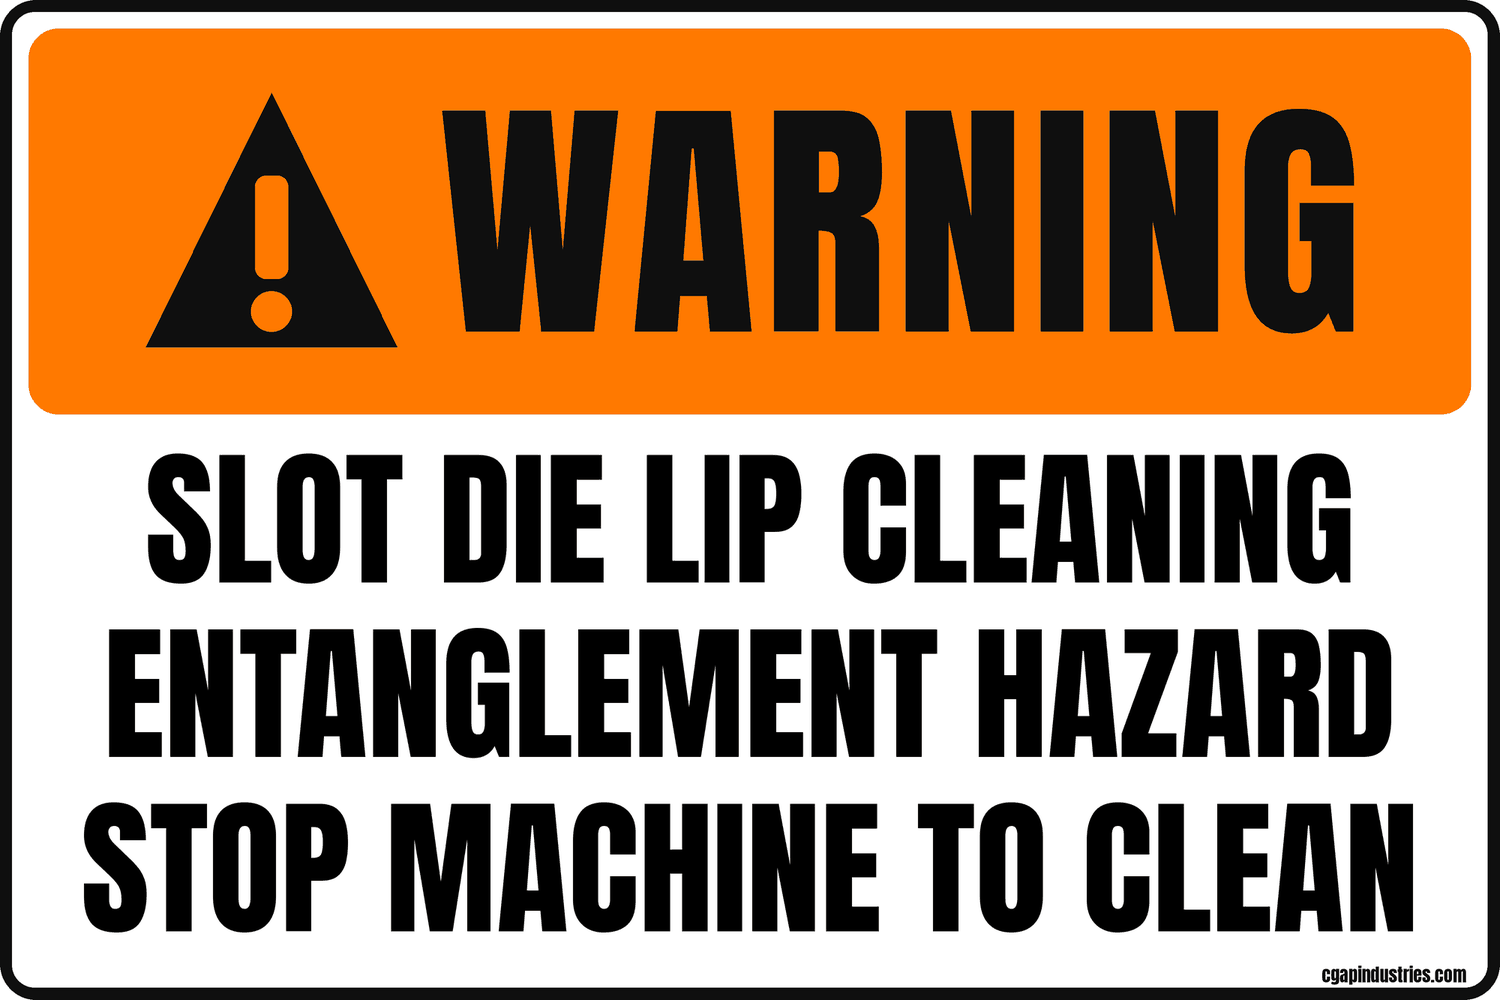 WARNING
SLOT DIE LIP CLEANING
ENTANGLEMENT HAZARD
STOP MACHINE TO CLEAN
cgapindustries.com